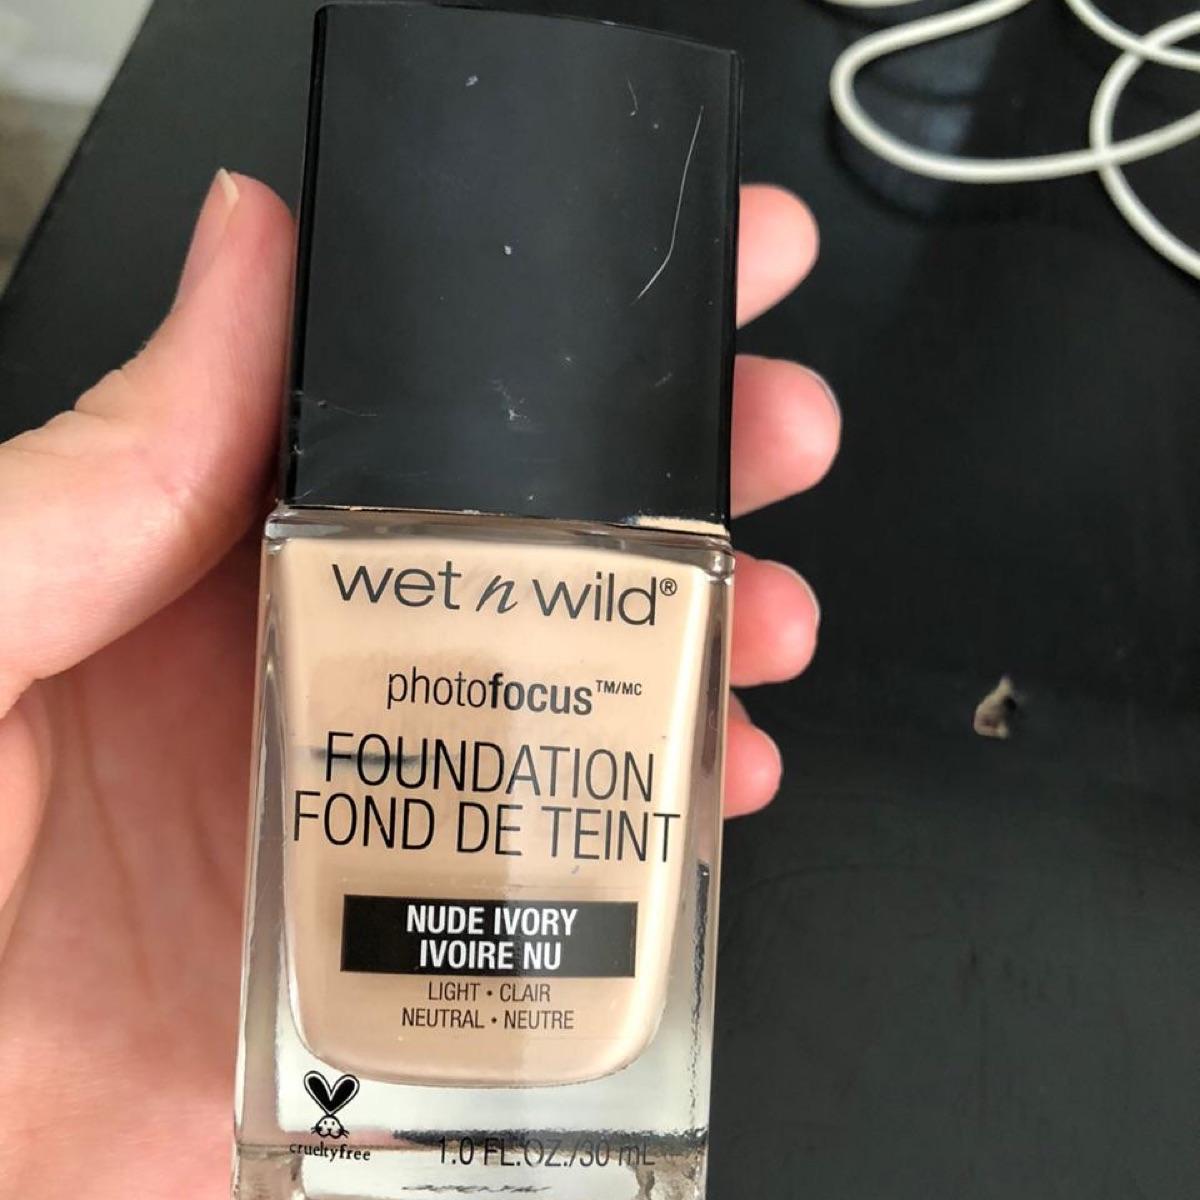 wet n wild®
photofocus™/MC
FOUNDATION
FOND DE TEINT
NUDE IVORY
IVOIRE NU
LIGHT • CLAIR
NEUTRAL • NEUTRE
crueltyfree
1.0 FL.OZ./30 mL